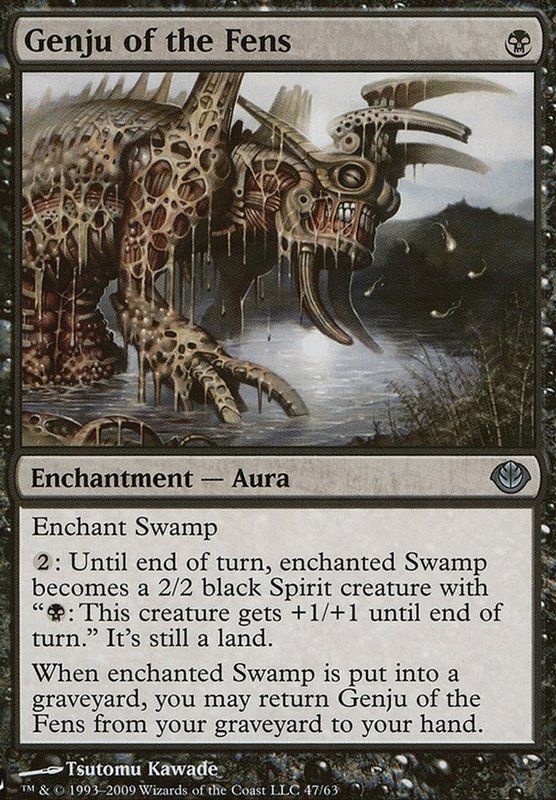 Genju of the Fens
Enchantment — Aura
Enchant Swamp
2: Until end of turn, enchanted Swamp
becomes a 2/2 black Spirit creature with
“: This creature gets +1/+1 until end of
turn.” It’s still a land.
When enchanted Swamp is put into a
graveyard, you may return Genju of the
Fens from your graveyard to your hand.
Tsutomu Kawade
™ & © 1993–2009 Wizards of the Coast LLC 47/63